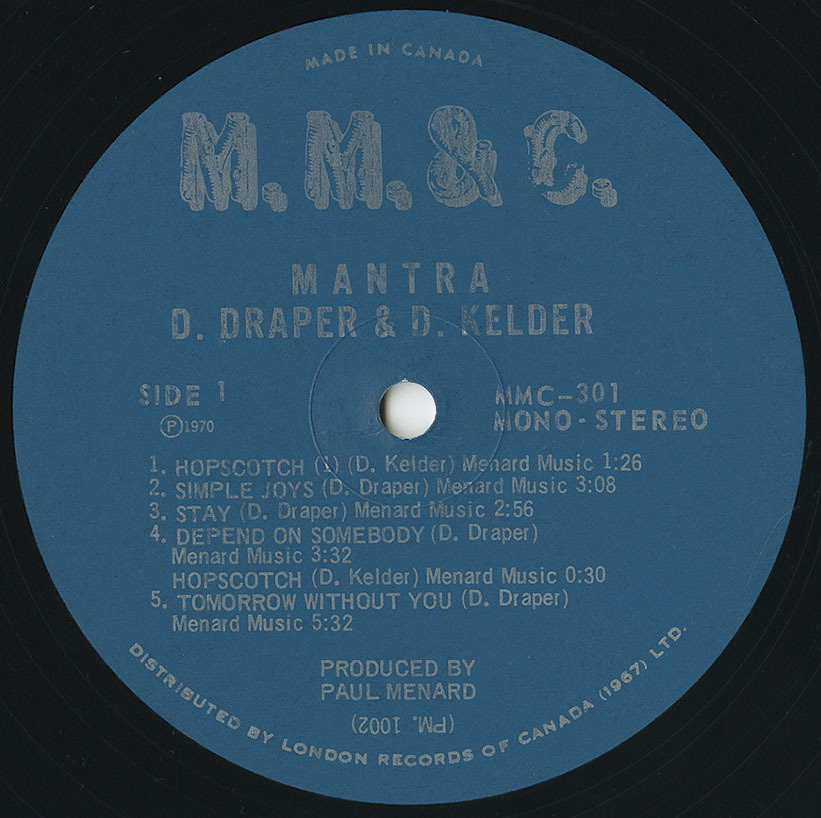 MADE IN CANADA
M. M. & C.
MANTRA
D. DRAPER & D. KELDER
SIDE 1
MMC-301
Ⓟ1970
MONO - STEREO
1. HOPSCOTCH (1) (D. Kelder) Menard Music 1:26
2. SIMPLE JOYS (D. Draper) Menard Music 3:08
3. STAY (D. Draper) Menard Music 2:56
4. DEPEND ON SOMEBODY (D. Draper)
Menard Music 3:32
HOPSCOTCH (D. Kelder) Menard Music 0:30
5. TOMORROW WITHOUT YOU (D. Draper)
Menard Music 5:32
PRODUCED BY
PAUL MENARD
(PM. 1002)
DISTRIBUTED BY LONDON RECORDS OF CANADA (1967) LTD.